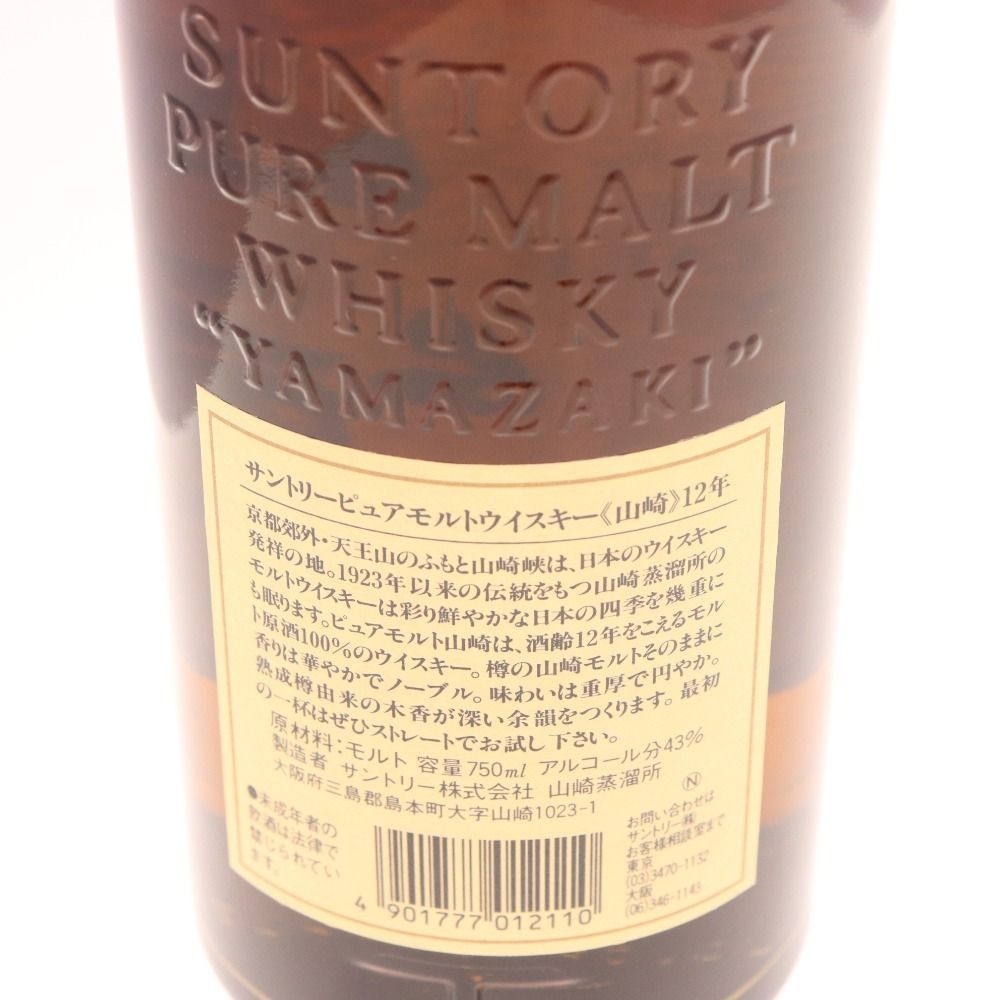 SUNTORY
PURE MALT
WHISKY
“YAMAZAKI”
サントリーピュアモルトウイスキー《山崎》12年
京都郊外・天王山のふもと山崎峡は、日本のウイスキー
発祥の地。1923年以来の伝統をもつ山崎蒸溜所の
モルトウイスキーは彩り鮮やかな日本の四季を幾重に
も眠ります。ピュアモルト山崎は、酒齢12年をこえるモル
ト原酒100%のウイスキー。樽の山崎モルトそのままに
香りは華やかでノーブル。味わいは重厚で円やか。
熟成樽由来の木香が深い余韻をつくります。最初
の一杯はぜひストレートでお試し下さい。
原材料:モルト 容量750ml アルコール分43%
製造者 サントリー株式会社 山崎蒸溜所
大阪府三島郡島本町大字山崎1023-1
Ⓝ
●未成年者の
飲酒は法律で
禁じられてい
ます。
4 901777 012110
お問い合わせは
サントリー㈱
お客様相談室まで
東京
(03)3470-1132
大阪
(06)346-1143